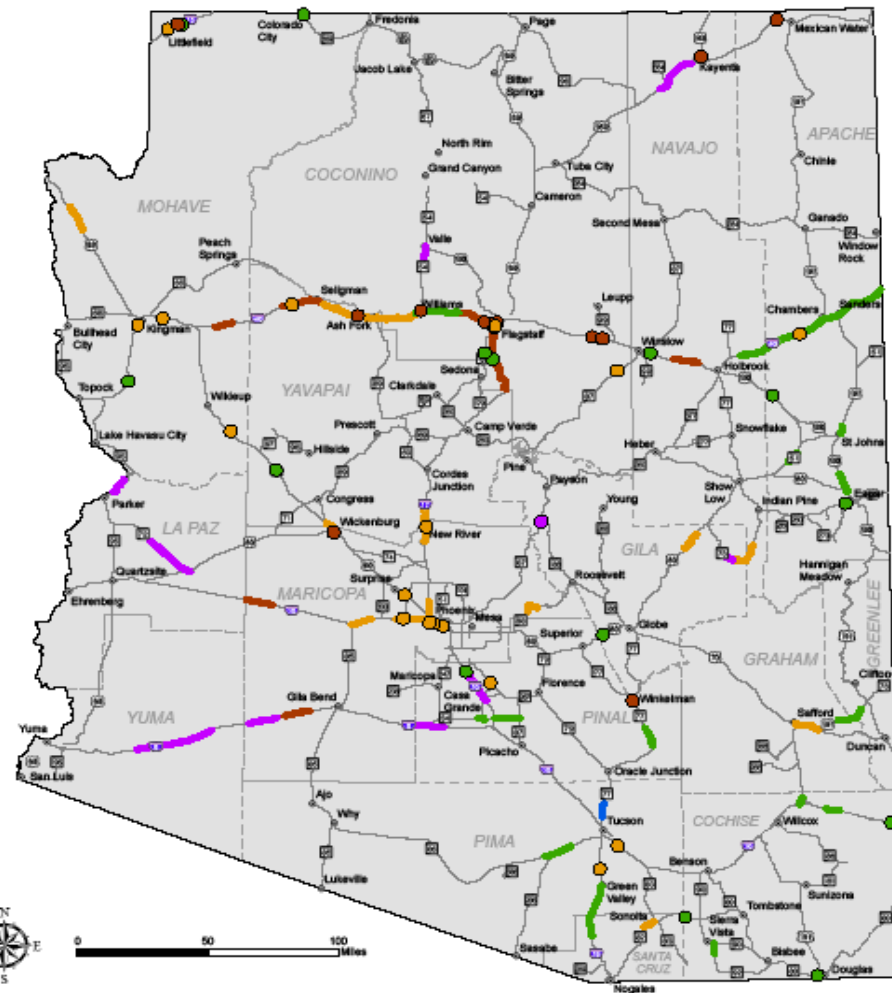 Colorado
City
Fredonia
Page
Mexican Water
Littlefield
Jacob Lake
Bitter
Springs
Kayenta
North Rim
Grand Canyon
NAVAJO
APACHE
COCONINO
Tuba City
Chinle
MOHAVE
Cameron
Second Mesa
Ganado
Window
Rock
Peach
Springs
Valle
Seligman
Williams
Leupp
Chambers
Sanders
Bullhead
City
Kingman
Ash Fork
Flagstaff
Winslow
Holbrook
Sedona
Topock
YAVAPAI
Clarkdale
Wikieup
Prescott
Camp Verde
Snowflake
Lake Havasu City
Hillside
Heber
St Johns
Cordes
Junction
Pine
Payson
Show
Low
Parker
Congress
Young
Indian Pine
Eagar
LA PAZ
Wickenburg
New River
GILA
Hannigan
Meadow
Quartzsite
Surprise
Roosevelt
Ehrenberg
MARICOPA
Phoenix
Mesa
Globe
GREENLEE
Superior
GRAHAM
Maricopa
Florence
Clifton
Gila Bend
Casa
Grande
Winkelman
Safford
YUMA
PINAL
Yuma
Picacho
Duncan
San Luis
Oracle Junction
Ajo
Why
Tucson
COCHISE
Willcox
PIMA
Benson
Lukeville
Green
Valley
Sunizona
Tombstone
Sonoita
Sierra
Vista
Sasabe
Bisbee
Douglas
SANTA
CRUZ
Nogales
N
E
S
0 50 100
Miles